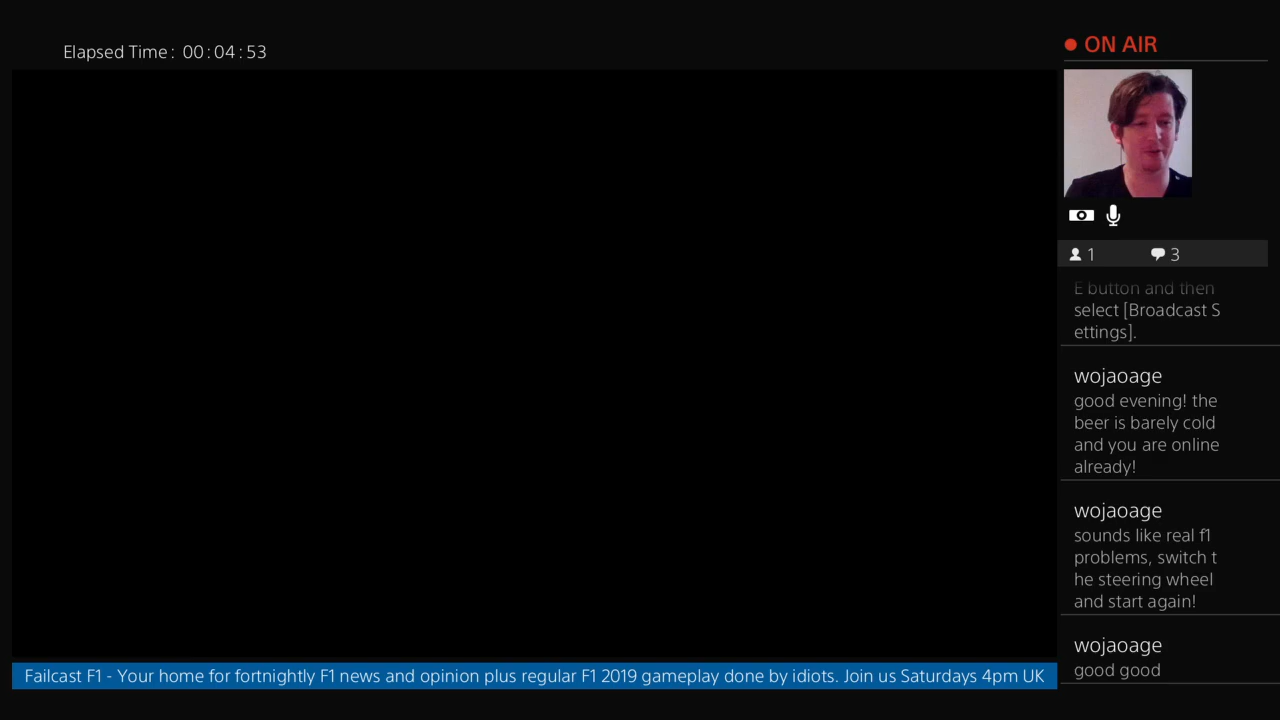 Elapsed Time: 00:04:53
ON AIR
1
3
E button and then
select [Broadcast S
ettings].
wojaoage
good evening! the
beer is barely cold
and you are online
already!
wojaoage
sounds like real f1
problems, switch t
he steering wheel
and start again!
wojaoage
good good
Failcast F1 - Your home for fortnightly F1 news and opinion plus regular F1 2019 gameplay done by idiots. Join us Saturdays 4pm UK